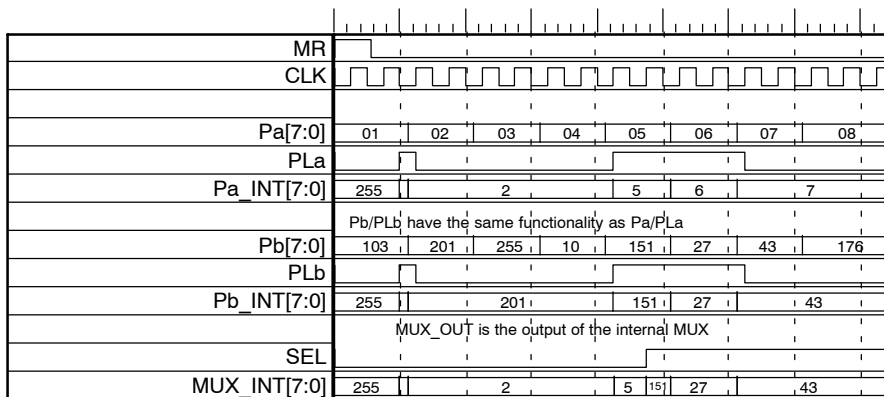 MR
CLK
Pa[7:0] 01 02 03 04 05 06 07 08
PLa
Pa_INT[7:0] 255 2 5 6 7
Pb/PLb have the same functionality as Pa/PLa
Pb[7:0] 103 201 255 10 151 27 43 176
PLb
Pb_INT[7:0] 255 201 151 27 43
MUX_OUT is the output of the internal MUX
SEL
MUX_INT[7:0] 255 2 5 151 27 43